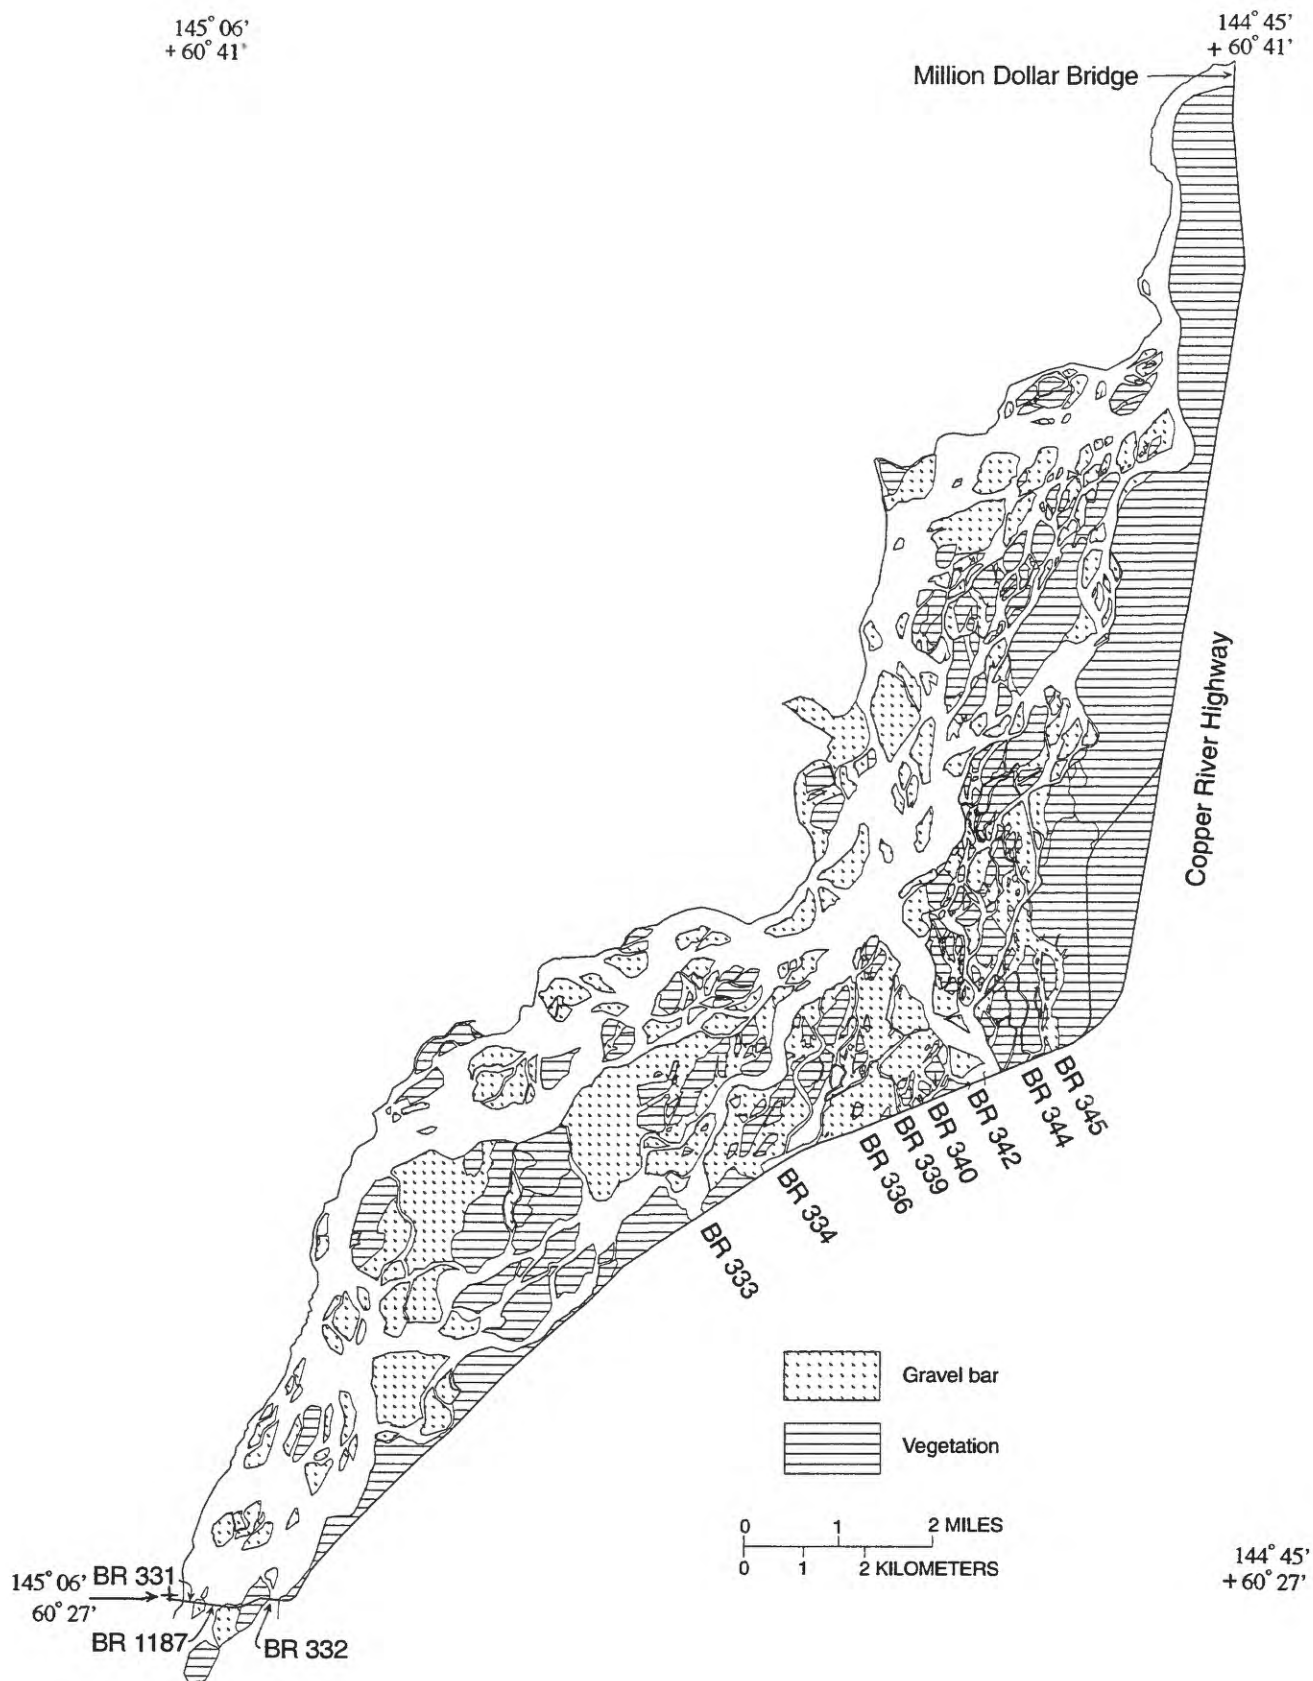 145° 06'
+ 60° 41'
144° 45'
+ 60° 41'
Million Dollar Bridge
Copper River Highway
BR 345
BR 344
BR 342
BR 340
BR 339
BR 336
BR 334
BR 333
Gravel bar
Vegetation
0 1 2 MILES
0 1 2 KILOMETERS
144° 45'
+ 60° 27'
145° 06'
60° 27'
BR 331
BR 1187
BR 332